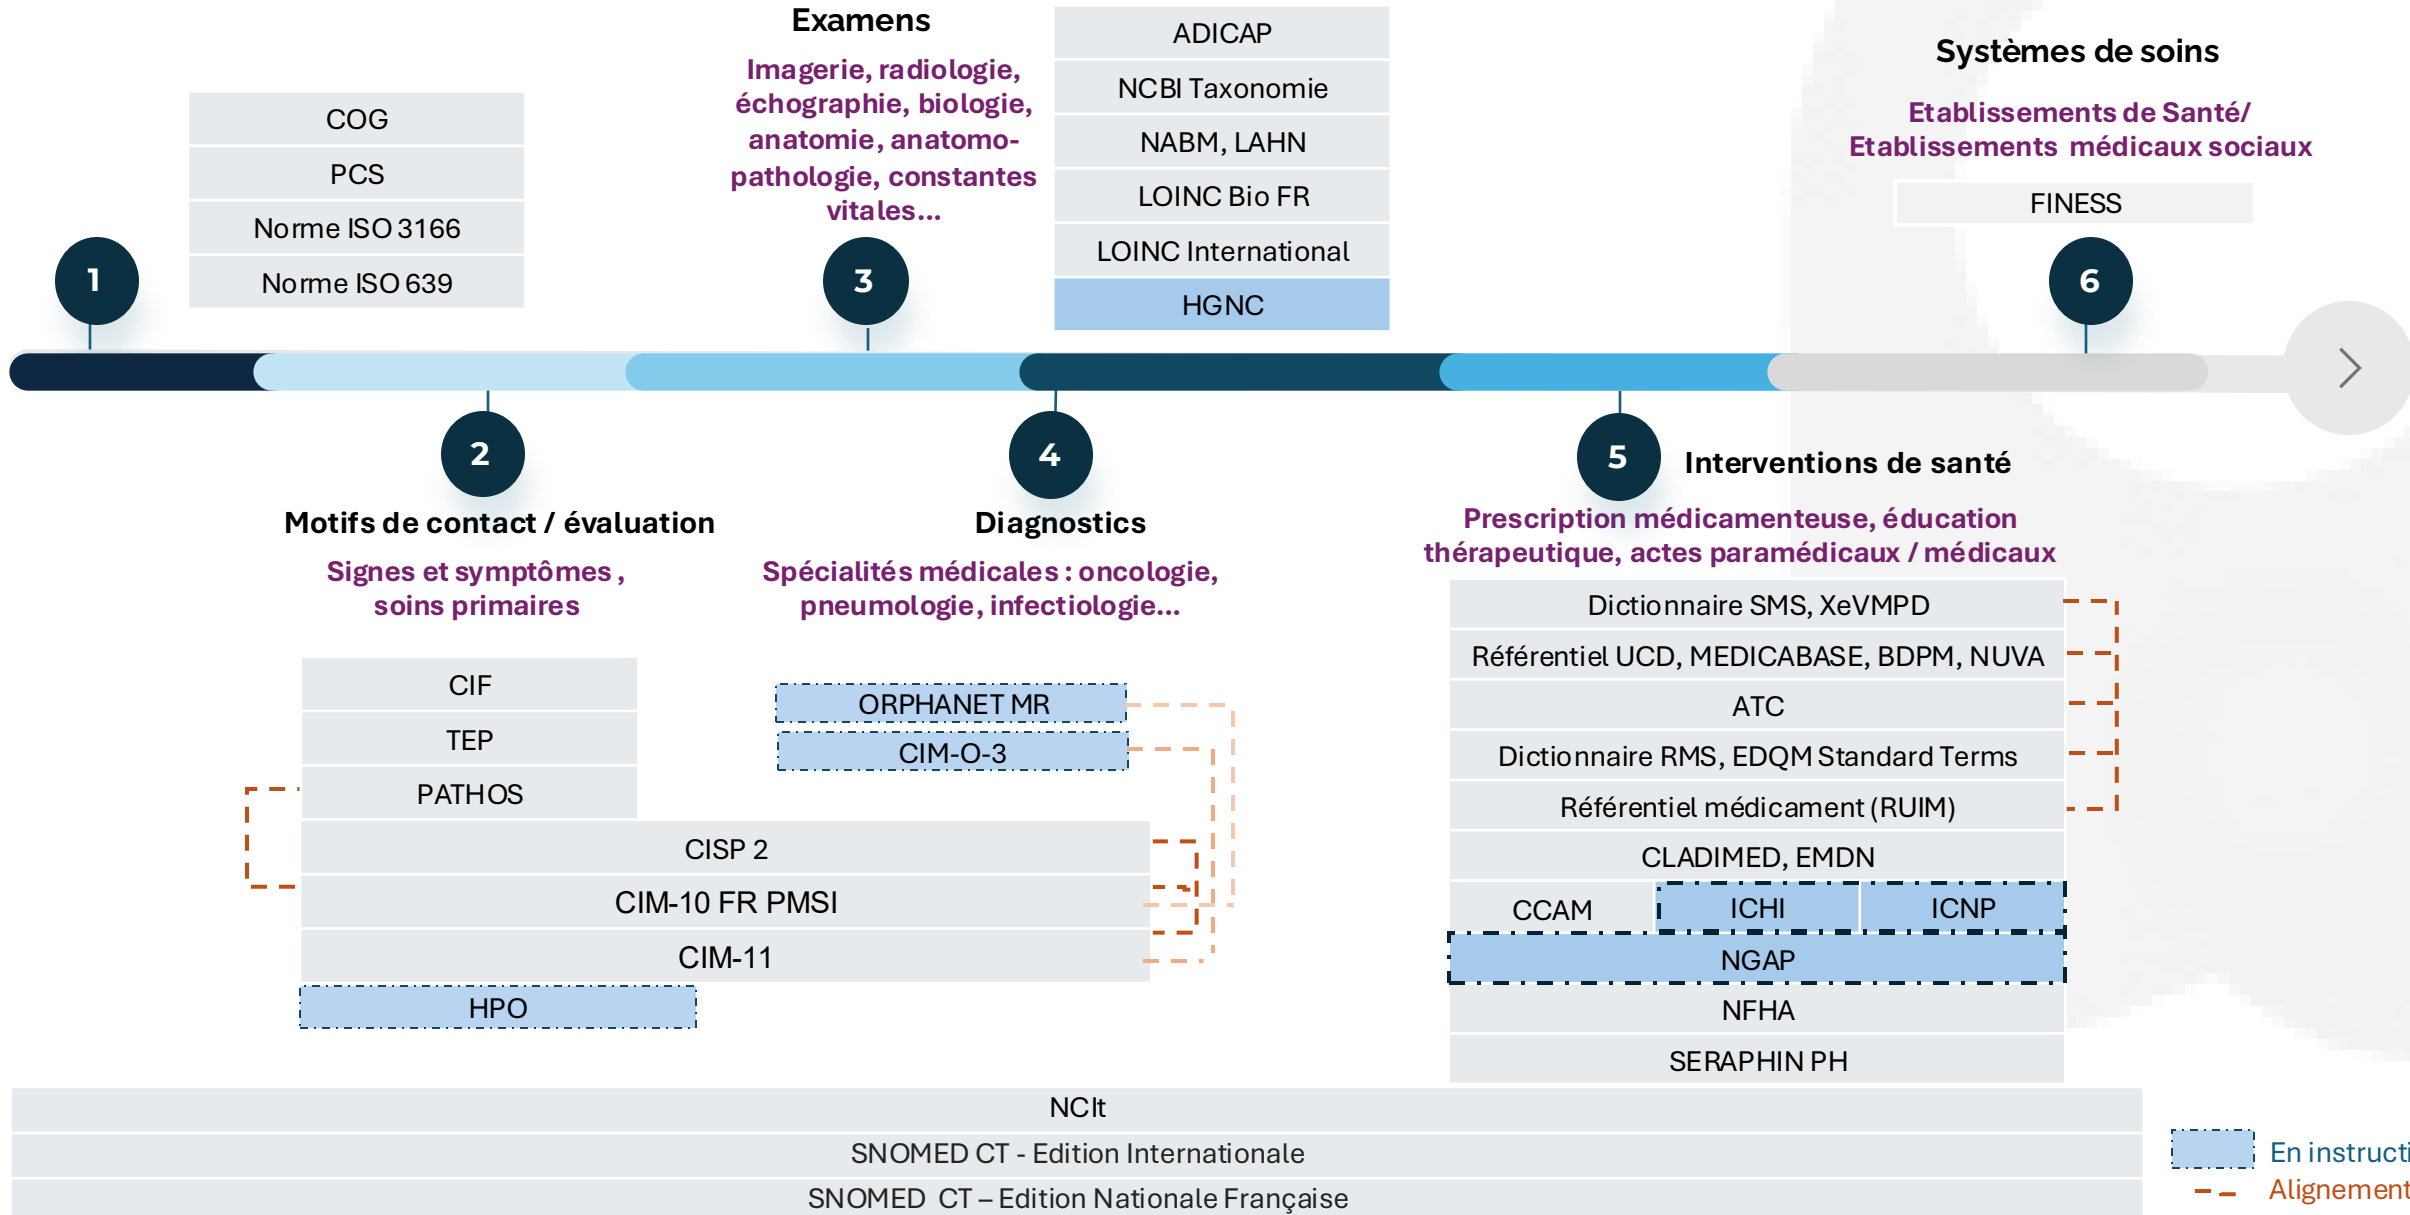 COG
PCS
Norme ISO 3166
Norme ISO 639
1
Examens
Imagerie, radiologie,
échographie, biologie,
anatomie, anatomo-
pathologie, constantes
vitales...
3
ADICAP
NCBI Taxonomie
NABM, LAHN
LOINC Bio FR
LOINC International
HGNC
Systèmes de soins
Etablissements de Santé/
Etablissements médicaux sociaux
FINESS
6
2
Motifs de contact / évaluation
Signes et symptômes ,
soins primaires
CIF
TEP
PATHOS
CISP 2
CIM-10 FR PMSI
CIM-11
HPO
4
Diagnostics
Spécialités médicales : oncologie,
pneumologie, infectiologie...
ORPHANET MR
CIM-O-3
5
Interventions de santé
Prescription médicamenteuse, éducation
thérapeutique, actes paramédicaux / médicaux
Dictionnaire SMS, XeVMPD
Référentiel UCD, MEDICABASE, BDPM, NUVA
ATC
Dictionnaire RMS, EDQM Standard Terms
Référentiel médicament (RUIM)
CLADIMED, EMDN
CCAM
ICHI
ICNP
NGAP
NFHA
SERAPHIN PH
NCIt
SNOMED CT - Edition Internationale
SNOMED CT – Edition Nationale Française
En instructi
Alignement